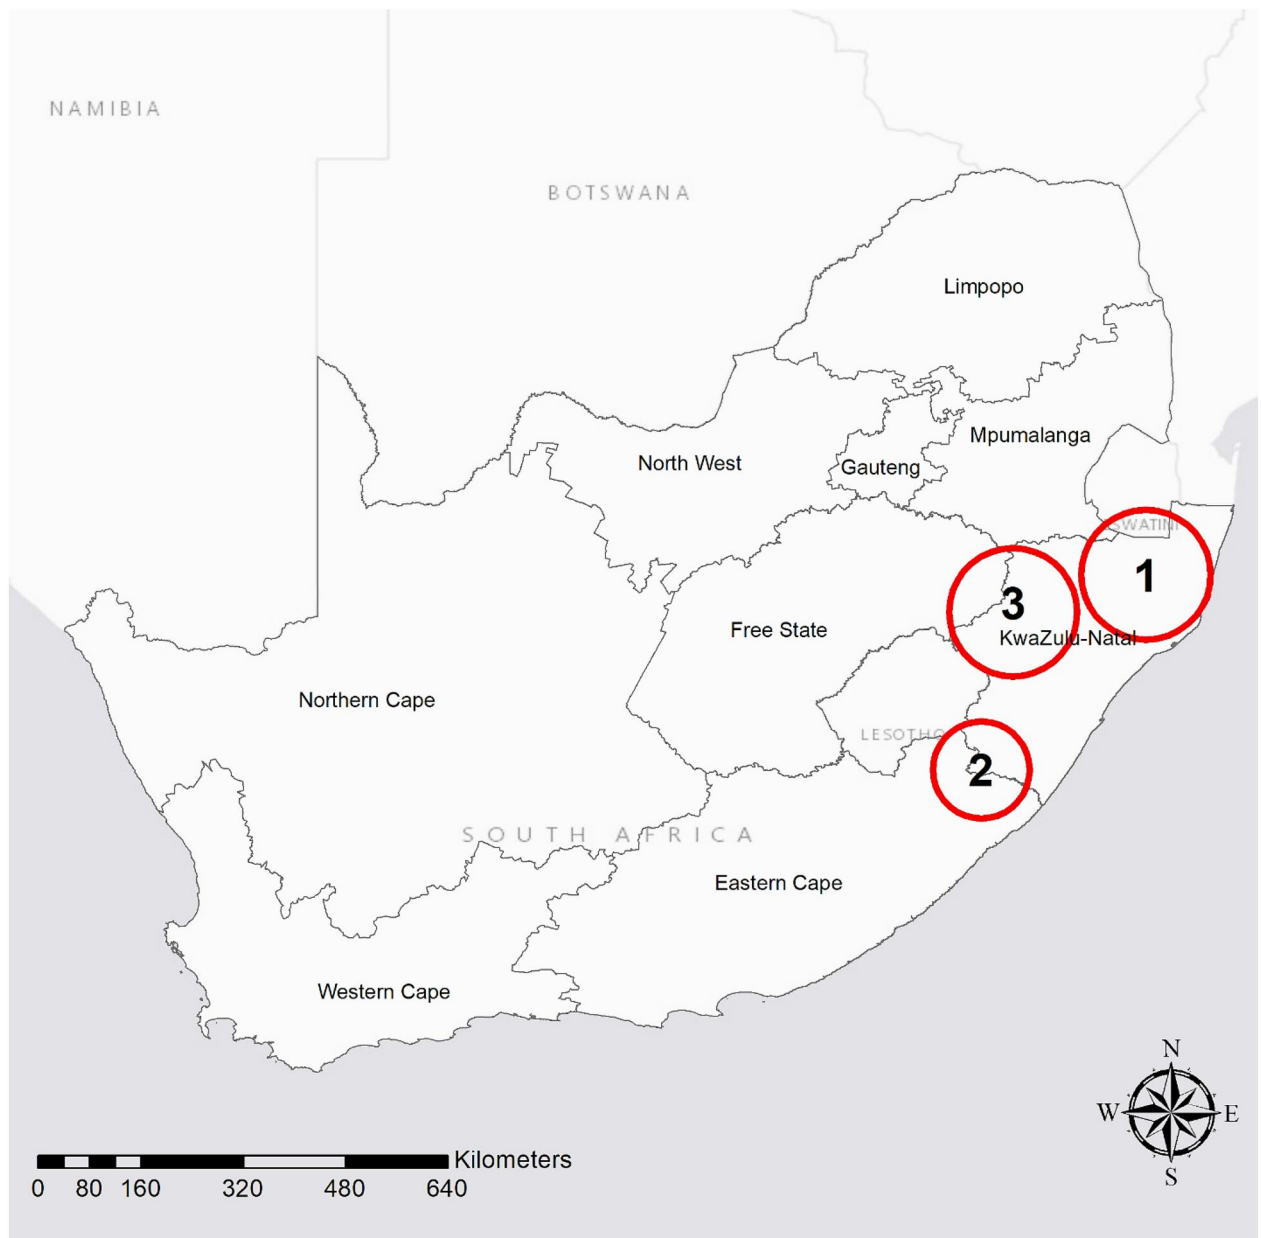 NAMIBIA
BOTSWANA
Limpopo
Mpumalanga
North West
Gauteng
SWATINI
1
3
Free State
KwaZulu-Natal
Northern Cape
LESOTHO
2
SOUTH AFRICA
Eastern Cape
Western Cape
N
W E
S
Kilometers
0 80 160 320 480 640